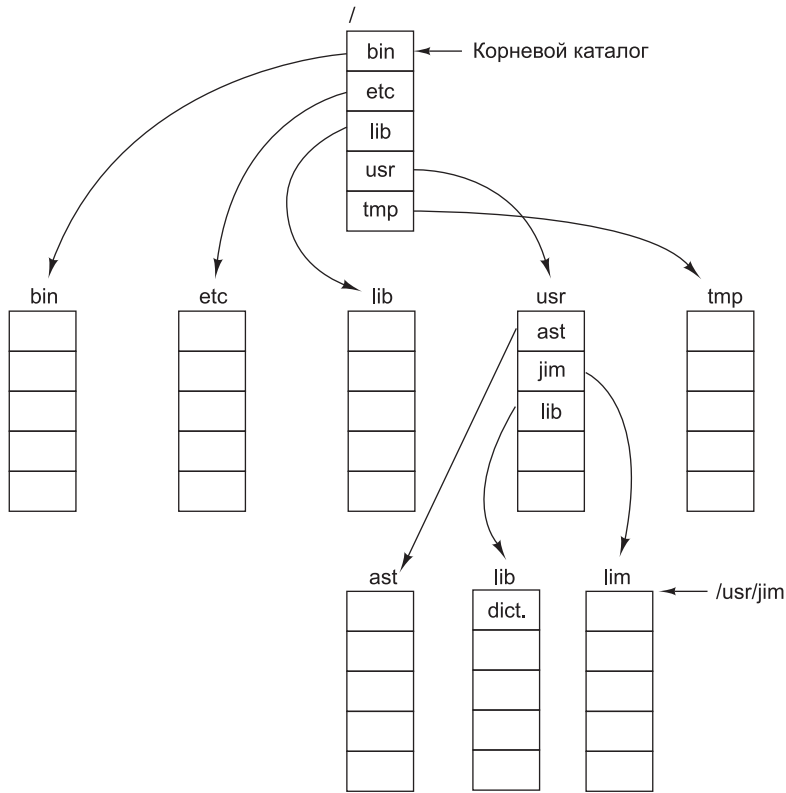 /
bin
Корневой каталог
etc
lib
usr
tmp
bin
etc
lib
usr
tmp
ast
jim
lib
ast
lib
lim
/usr/jim
dict.